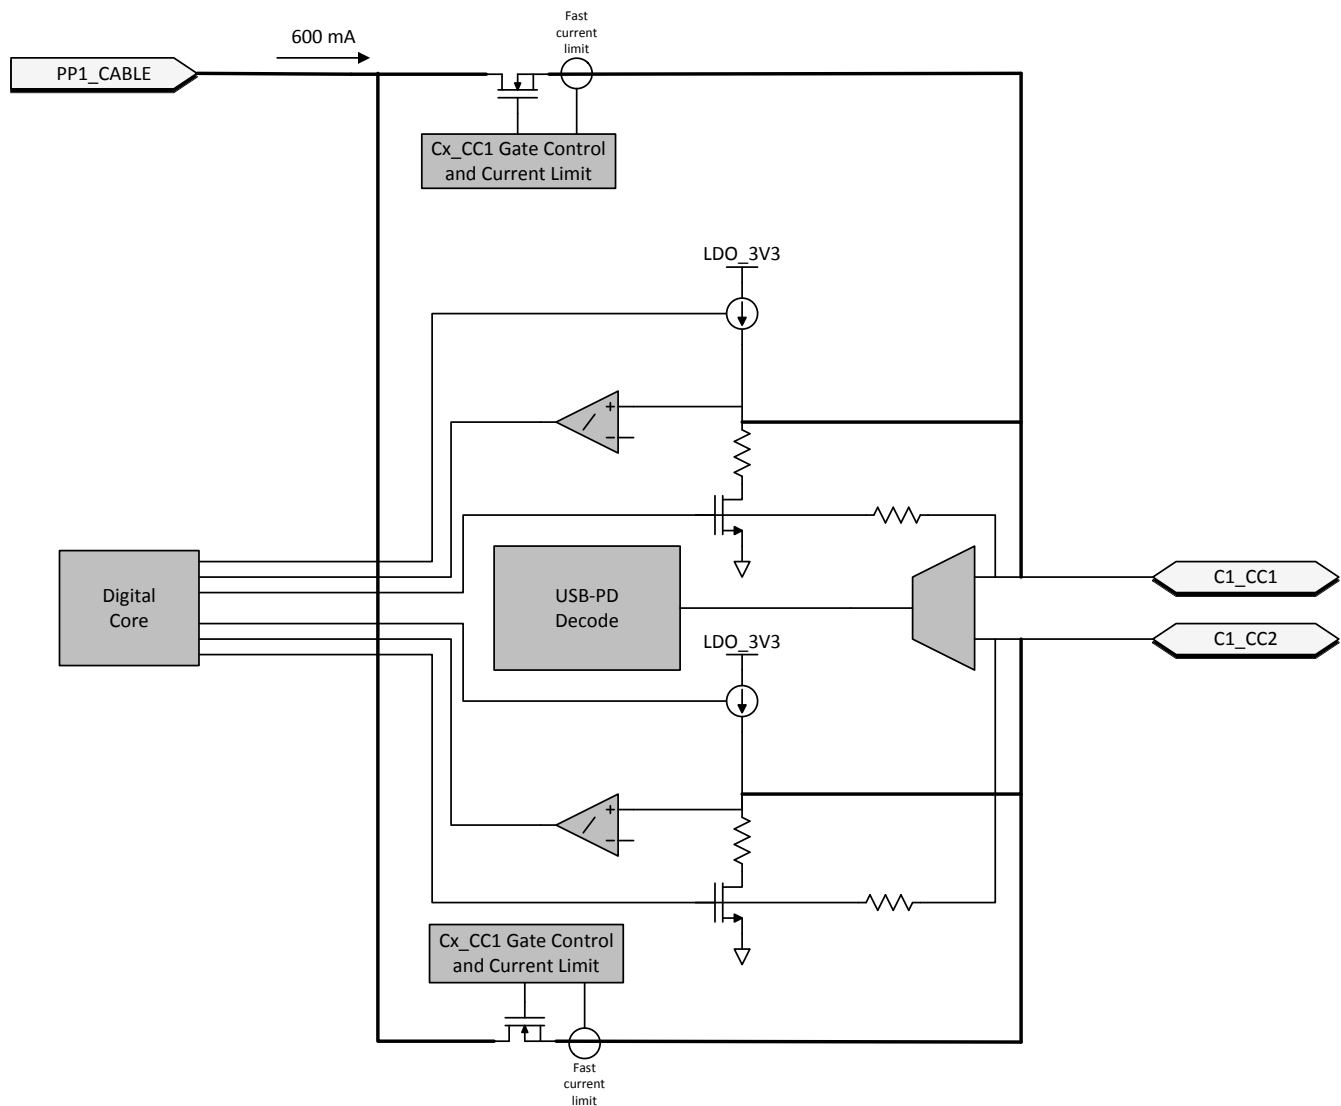 600 mA
PP1_CABLE
Fast
current
limit
Cx_CC1 Gate Control
and Current Limit
LDO_3V3
+
−
Digital
Core
USB-PD
Decode
C1_CC1
C1_CC2
LDO_3V3
+
−
Cx_CC1 Gate Control
and Current Limit
Fast
current
limit